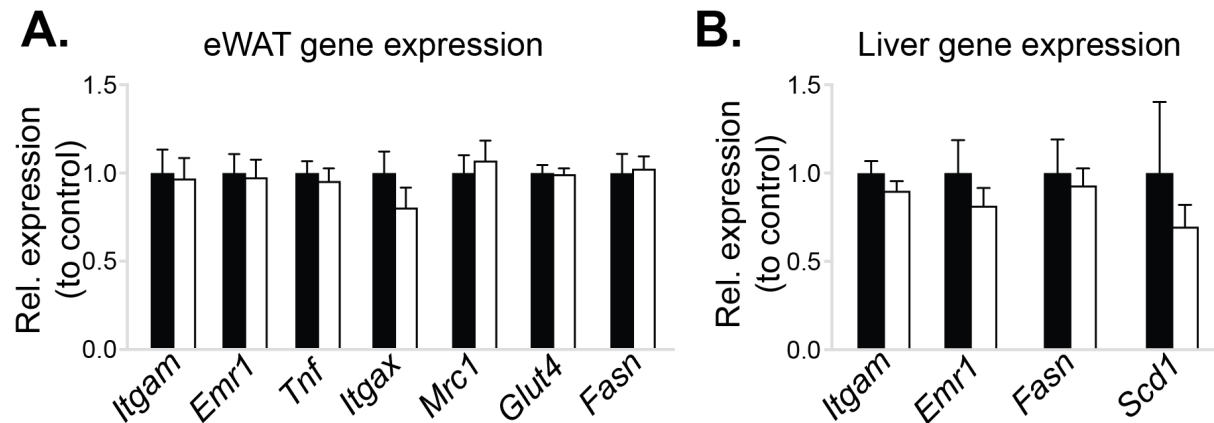 A.
eWAT gene expression
Rel. expression
(to control)
1.5
1.0
0.5
0.0
Itgam
Emr1
Tnf
Itgax
Mrc1
Glut4
Fasn
B.
Liver gene expression
Rel. expression
(to control)
1.5
1.0
0.5
0.0
Itgam
Emr1
Fasn
Scd1